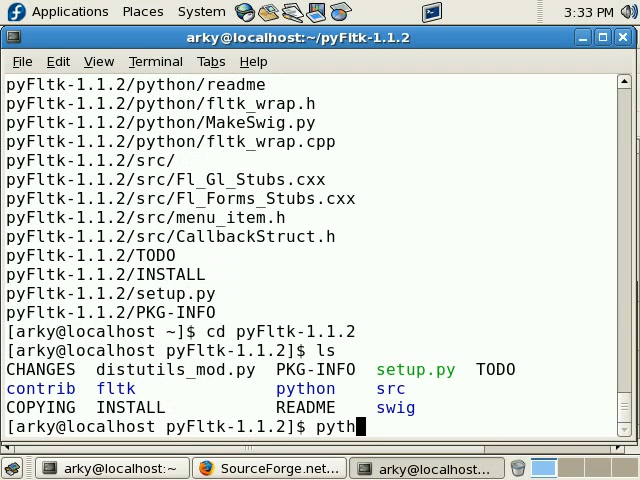 Applications Places System 3:33 PM
arky@localhost:~/pyFltk-1.1.2
File Edit View Terminal Tabs Help
pyFltk-1.1.2/python/readme
pyFltk-1.1.2/python/fltk_wrap.h
pyFltk-1.1.2/python/MakeSwig.py
pyFltk-1.1.2/python/fltk_wrap.cpp
pyFltk-1.1.2/src/
pyFltk-1.1.2/src/Fl_Gl_Stubs.cxx
pyFltk-1.1.2/src/Fl_Forms_Stubs.cxx
pyFltk-1.1.2/src/menu_item.h
pyFltk-1.1.2/src/CallbackStruct.h
pyFltk-1.1.2/TODO
pyFltk-1.1.2/INSTALL
pyFltk-1.1.2/setup.py
pyFltk-1.1.2/PKG-INFO
[arky@localhost ~]$ cd pyFltk-1.1.2
[arky@localhost pyFltk-1.1.2]$ ls
CHANGES distutils_mod.py PKG-INFO setup.py TODO
contrib fltk python src
COPYING INSTALL README swig
[arky@localhost pyFltk-1.1.2]$ pyth
arky@localhost:~ SourceForge.net... arky@localhost:...